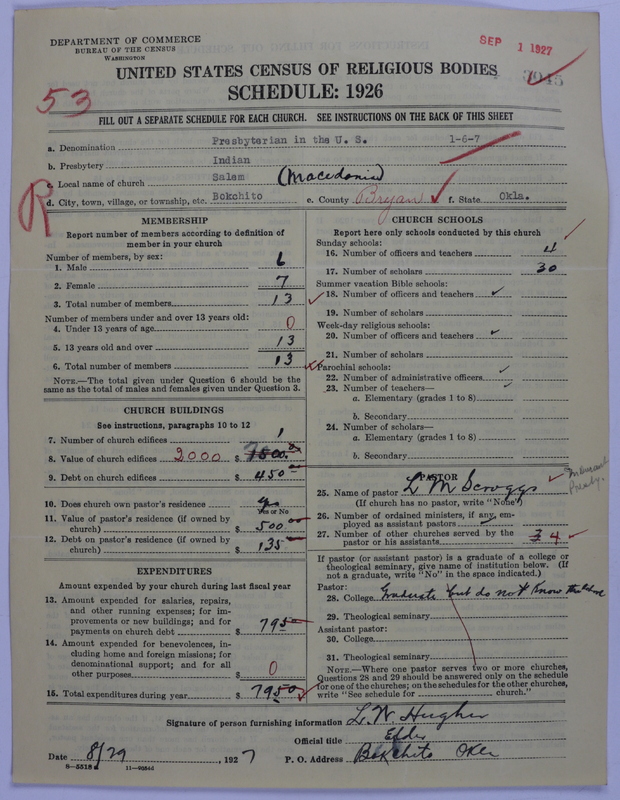 DEPARTMENT OF COMMERCE
BUREAU OF THE CENSUS
WASHINGTON
SEP 1 1927
UNITED STATES CENSUS OF RELIGIOUS BODIES
SCHEDULE: 1926
53
FILL OUT A SEPARATE SCHEDULE FOR EACH CHURCH. SEE INSTRUCTIONS ON THE BACK OF THIS SHEET
a. Denomination Presbyterian in the U. S. 1-6-7
b. Presbytery Indian
c. Local name of church Salem (Macedonia)
R
d. City, town, village, or township, etc. Bokchito e. County Bryan f. State Okla.
MEMBERSHIP
Report number of members according to definition of
member in your church
Number of members, by sex:
1. Male 6
2. Female 7
3. Total number of members 13
Number of members under and over 13 years old:
4. Under 13 years of age 0
5. 13 years old and over 13
6. Total number of members 13
NOTE.—The total given under Question 6 should be the
same as the total of males and females given under Question 3.
CHURCH BUILDINGS
See instructions, paragraphs 10 to 12
7. Number of church edifices 1
8. Value of church edifices 2000 $
9. Debt on church edifices $ 450
10. Does church own pastor's residence yes
Yes or No
11. Value of pastor's residence (if owned by
church) $ 500
12. Debt on pastor's residence (if owned by
church) $ 135
EXPENDITURES
Amount expended by your church during last fiscal year
13. Amount expended for salaries, repairs,
and other running expenses; for im-
provements or new buildings; and for
payments on church debt $ 7950
14. Amount expended for benevolences, in-
cluding home and foreign missions; for
denominational support; and for all
other purposes $ 0
15. Total expenditures during year $ 7950
CHURCH SCHOOLS
Report here only schools conducted by this church
Sunday schools:
16. Number of officers and teachers 4
17. Number of scholars 30
Summer vacation Bible schools:
18. Number of officers and teachers
19. Number of scholars
Week-day religious schools:
20. Number of officers and teachers
21. Number of scholars
Parochial schools:
22. Number of administrative officers
23. Number of teachers—
a. Elementary (grades 1 to 8)
b. Secondary
24. Number of scholars—
a. Elementary (grades 1 to 8)
b. Secondary
PASTOR
25. Name of pastor L. M Scroggs
(If church has no pastor, write "None")
26. Number of ordained ministers, if any, em-
ployed as assistant pastors
27. Number of other churches served by the
pastor or his assistants 4
If pastor (or assistant pastor) is a graduate of a college or
theological seminary, give name of institution below. (If
not a graduate, write "No" in the space indicated.)
Pastor:
28. College Graduate but do not Know
29. Theological seminary
Assistant pastor:
30. College
31. Theological seminary
NOTE.—Where one pastor serves two or more churches,
Questions 28 and 29 should be answered only on the schedule
for one of the churches; on the schedules for the other churches,
write "See schedule for church."
Signature of person furnishing information L. W. Hughes
Official title Elder
Date 8/29, 1927 P. O. Address Bokchito Okla
8-5518 11-9556d